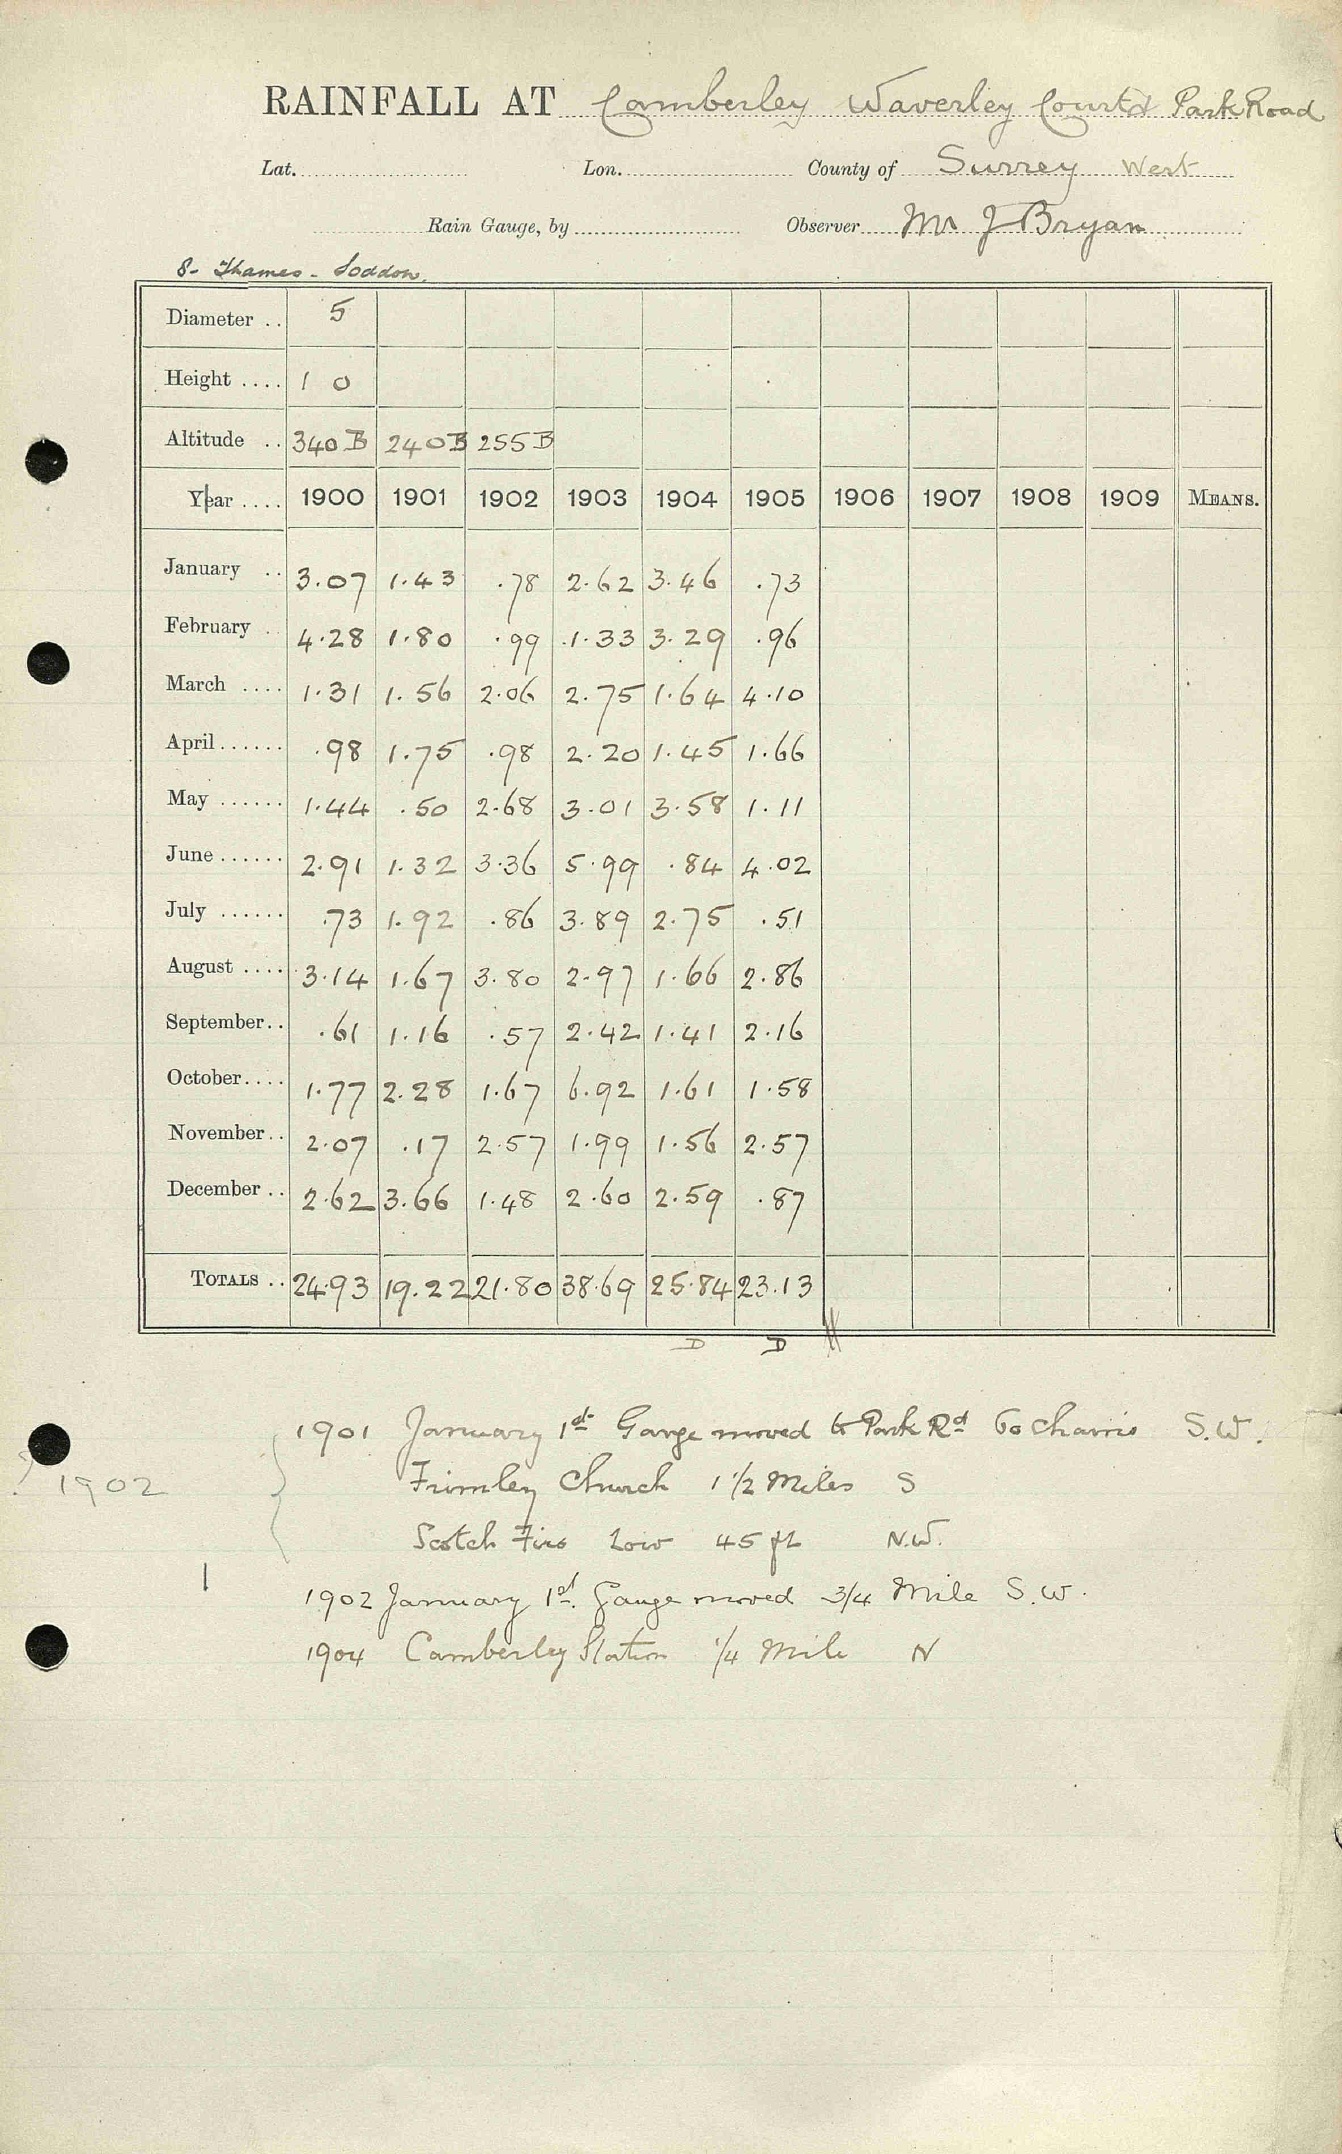 RAINFALL AT Camberley Waverley Court & Park Road
Lat. Lon. County of Surrey West
Rain Gauge, by Observer Mr J Bryan
8- Thames - Loddon.
Diameter .. 5
Height .... 1 0
Altitude .. 340 B 240 B 255 B
Year .... 1900 1901 1902 1903 1904 1905 1906 1907 1908 1909 MEANS.
January .. 3.07 1.43 .78 2.62 3.46 .73
February .. 4.28 1.80 .99 1.33 3.29 .96
March .... 1.31 1.56 2.06 2.75 1.64 4.10
April ...... .98 1.75 .98 2.20 1.45 1.66
May ...... 1.44 .50 2.68 3.01 3.58 1.11
June ...... 2.91 1.32 3.36 5.99 .84 4.02
July ...... .73 1.92 .86 3.89 2.75 .51
August .... 3.14 1.67 3.80 2.97 1.66 2.86
September.. .61 1.16 .57 2.42 1.41 2.16
October.... 1.77 2.28 1.67 6.92 1.61 1.58
November.. 2.07 .17 2.57 1.99 1.56 2.57
December .. 2.62 3.66 1.48 2.60 2.59 .87
TOTALS .. 24.93 19.22 21.80 38.69 25.84 23.13
D D
1901 January 1st Gauge moved to Park Rd 60 chains S.W.
? 1902 Frimley Church 1 1/2 Miles S
Scotch Firs Low 45 ft N.W.
1902 January 1st. Gauge moved 3/4 Mile S.W.
1904 Camberley Station 1/4 Mile N